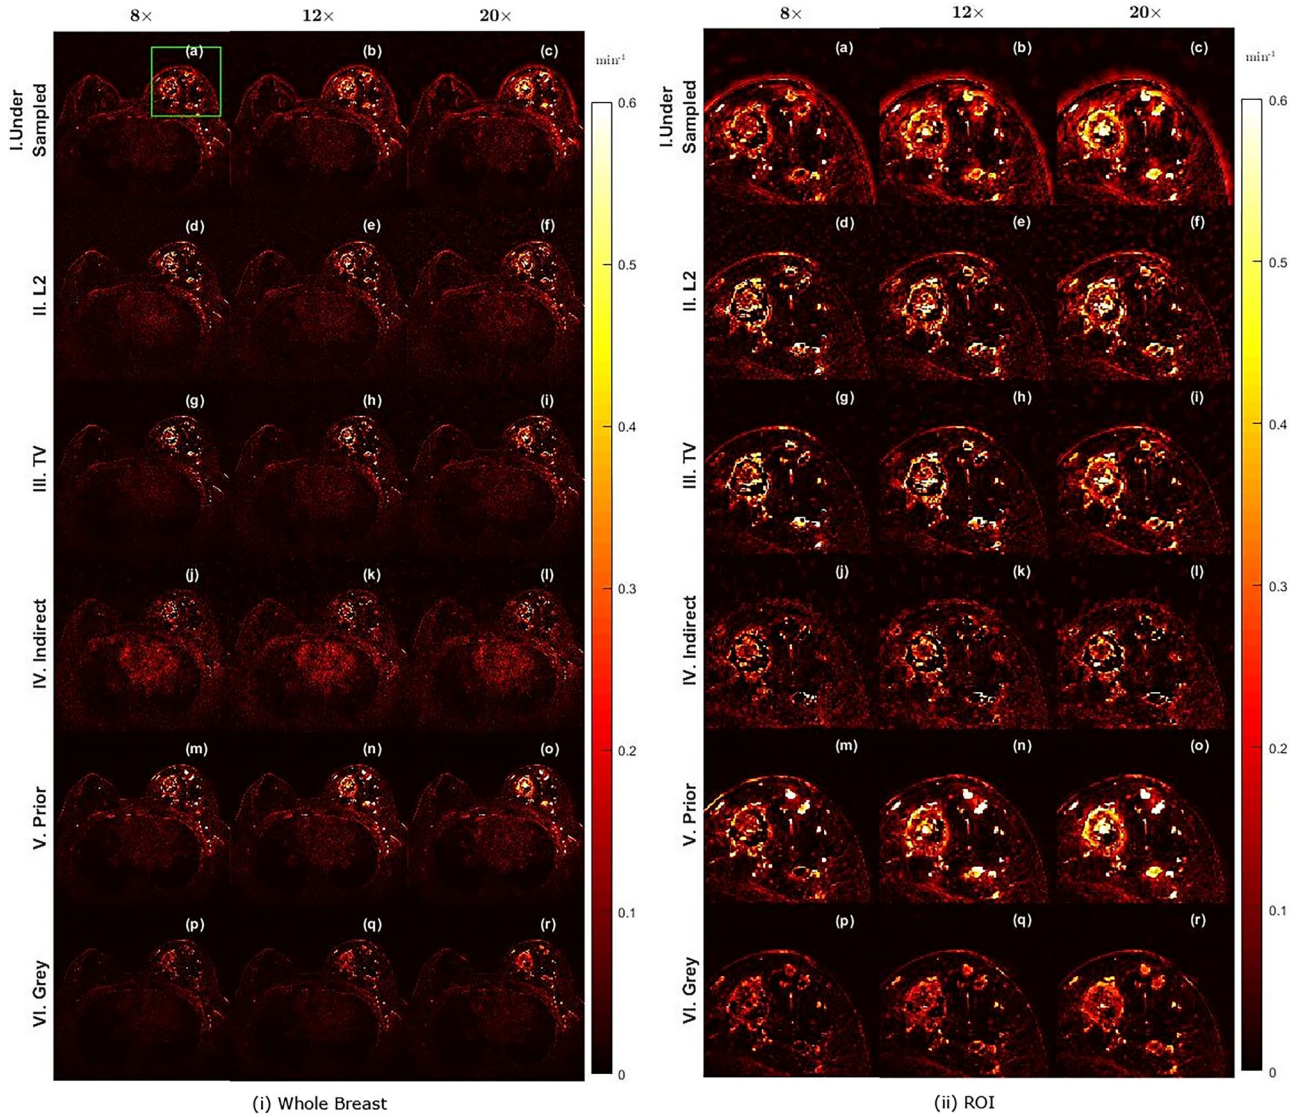 8× 12× 20× 8× 12× 20×
I.Under
Sampled
(a) (b) (c) min⁻¹ (a) (b) (c) min⁻¹
0.6 0.6
II. L2
(d) (e) (f) (d) (e) (f)
0.5 0.5
III. TV
(g) (h) (i) (g) (h) (i)
0.4 0.4
IV. Indirect
(j) (k) (l) (j) (k) (l)
0.3 0.3
V. Prior
(m) (n) (o) (m) (n) (o)
0.2 0.2
VI. Grey
(p) (q) (r) (p) (q) (r)
0.1 0.1
0 0
I.Under
Sampled
II. L2
III. TV
IV. Indirect
V. Prior
VI. Grey
(i) Whole Breast (ii) ROI